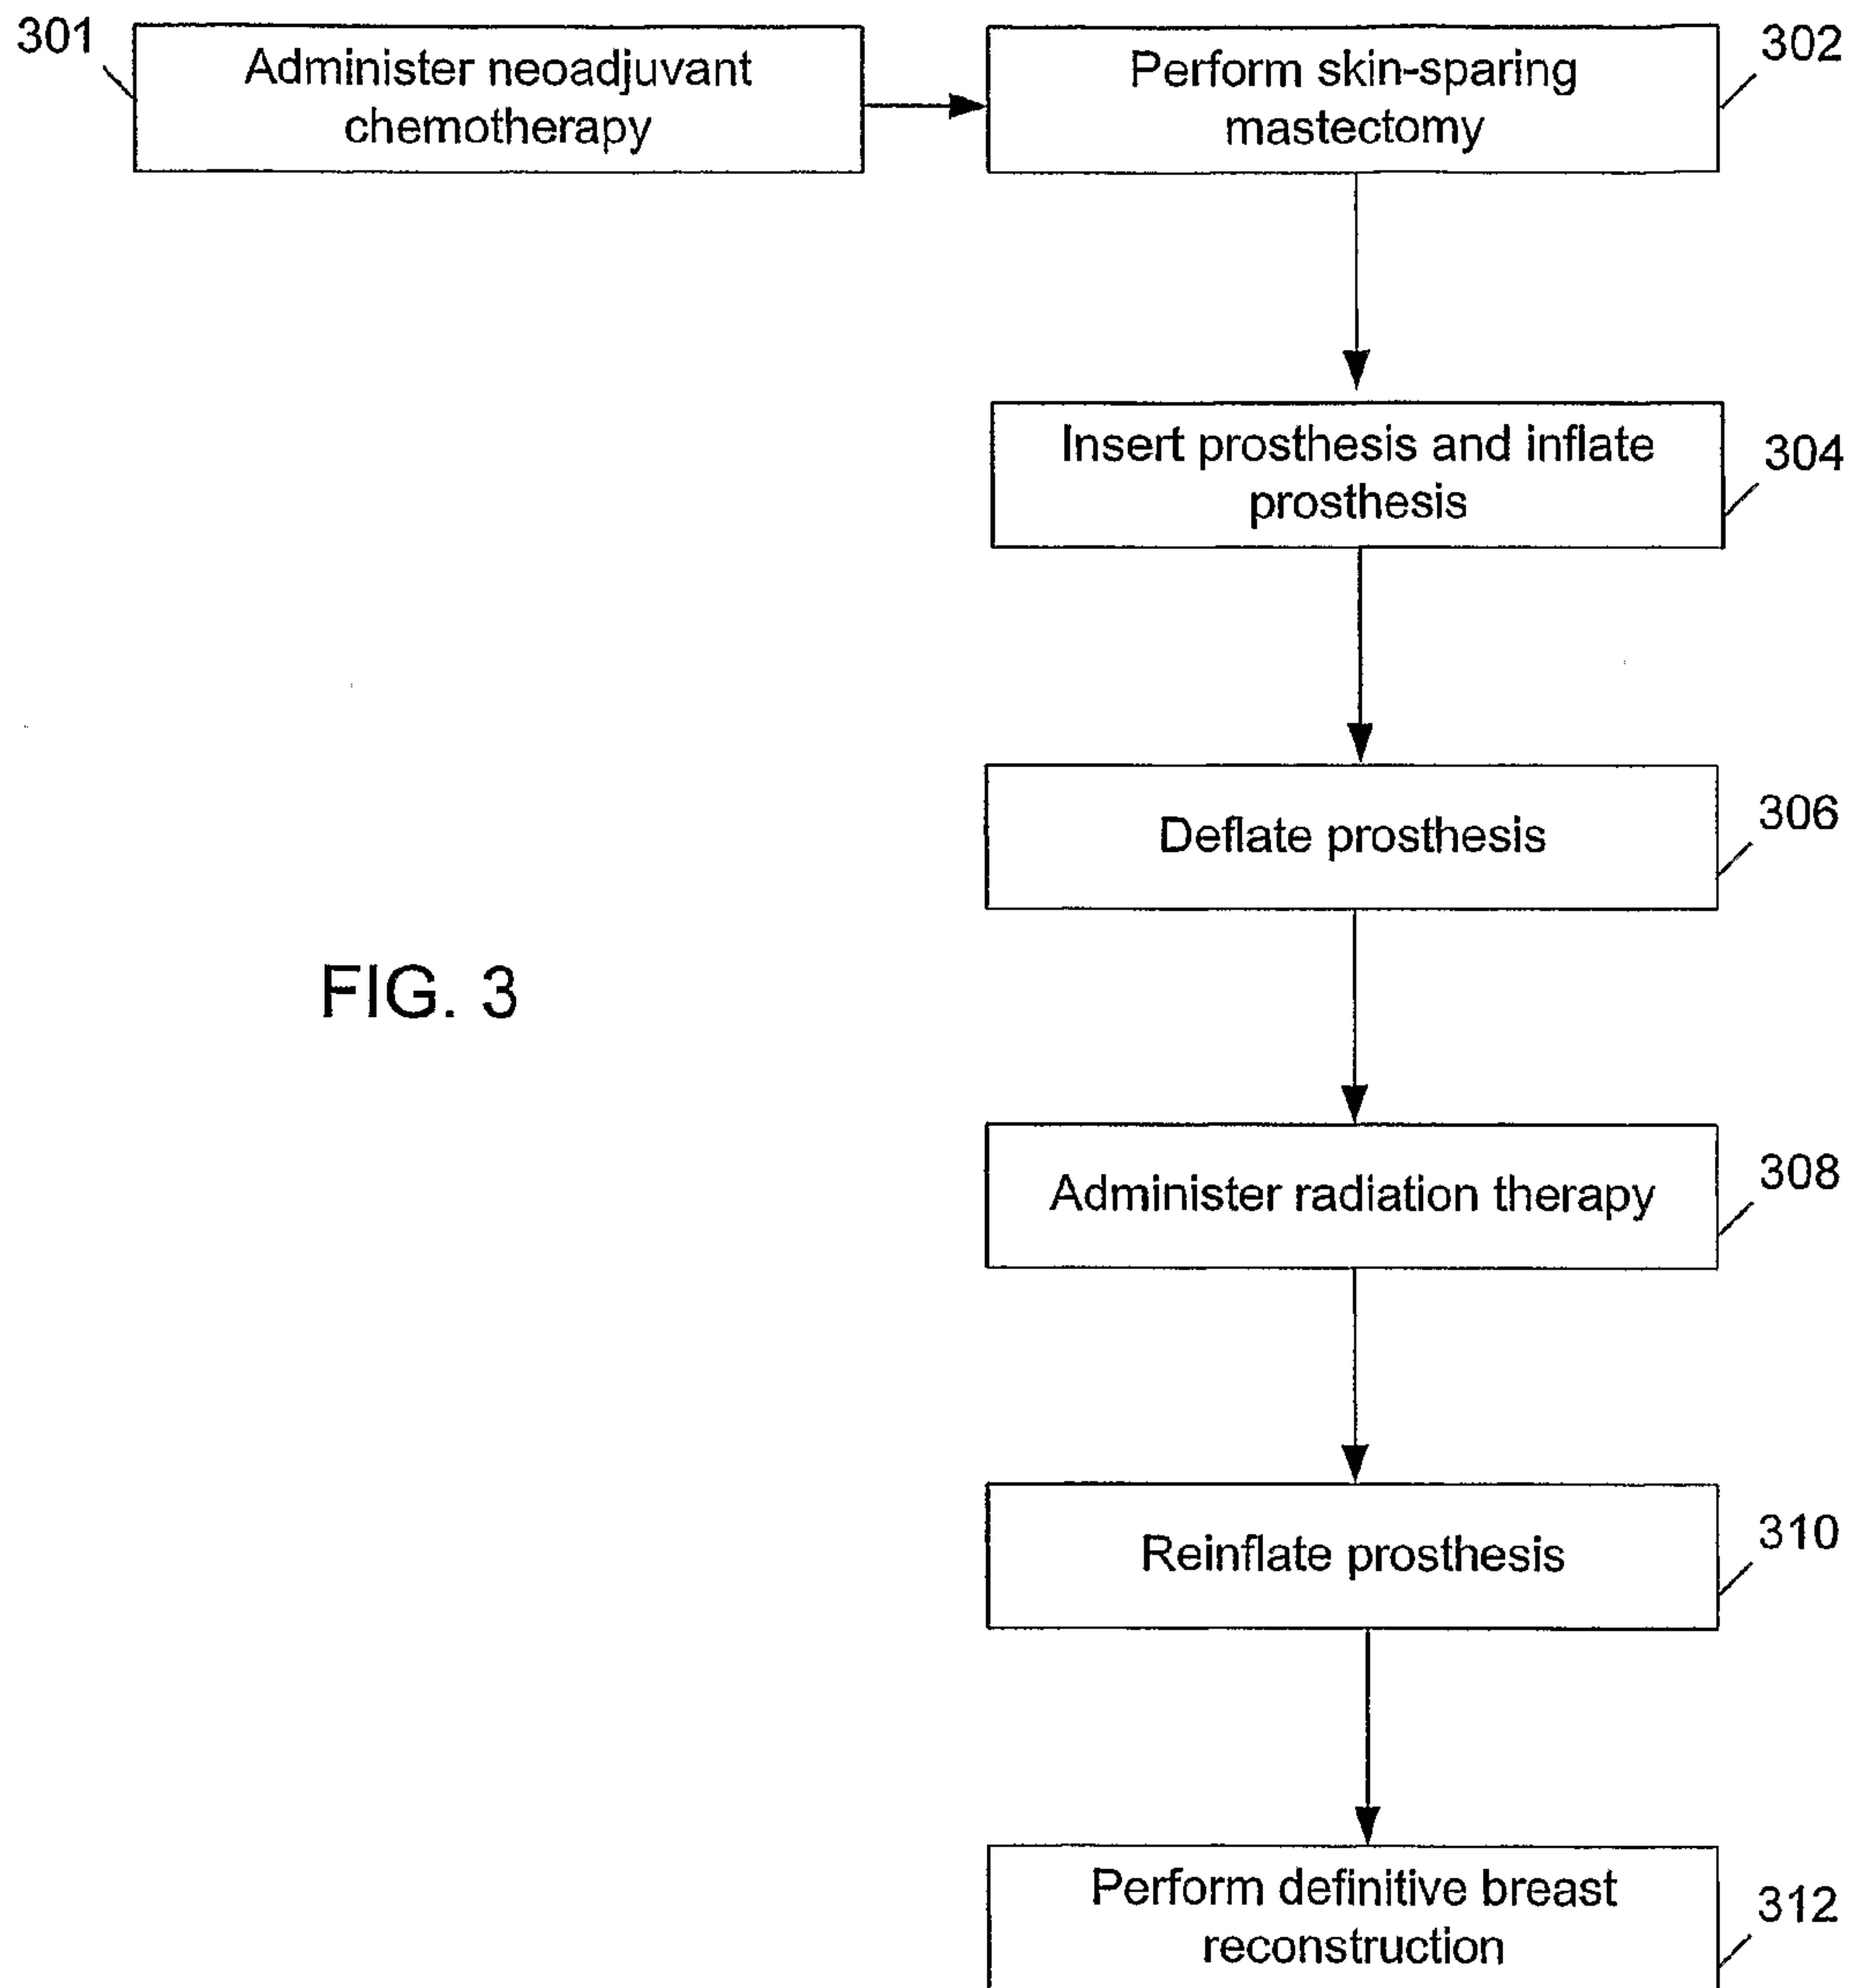 301
Administer neoadjuvant
chemotherapy
Perform skin-sparing
mastectomy
302
Insert prosthesis and inflate
prosthesis
304
Deflate prosthesis
306
FIG. 3
Administer radiation therapy
308
Reinflate prosthesis
310
Perform definitive breast
reconstruction
312